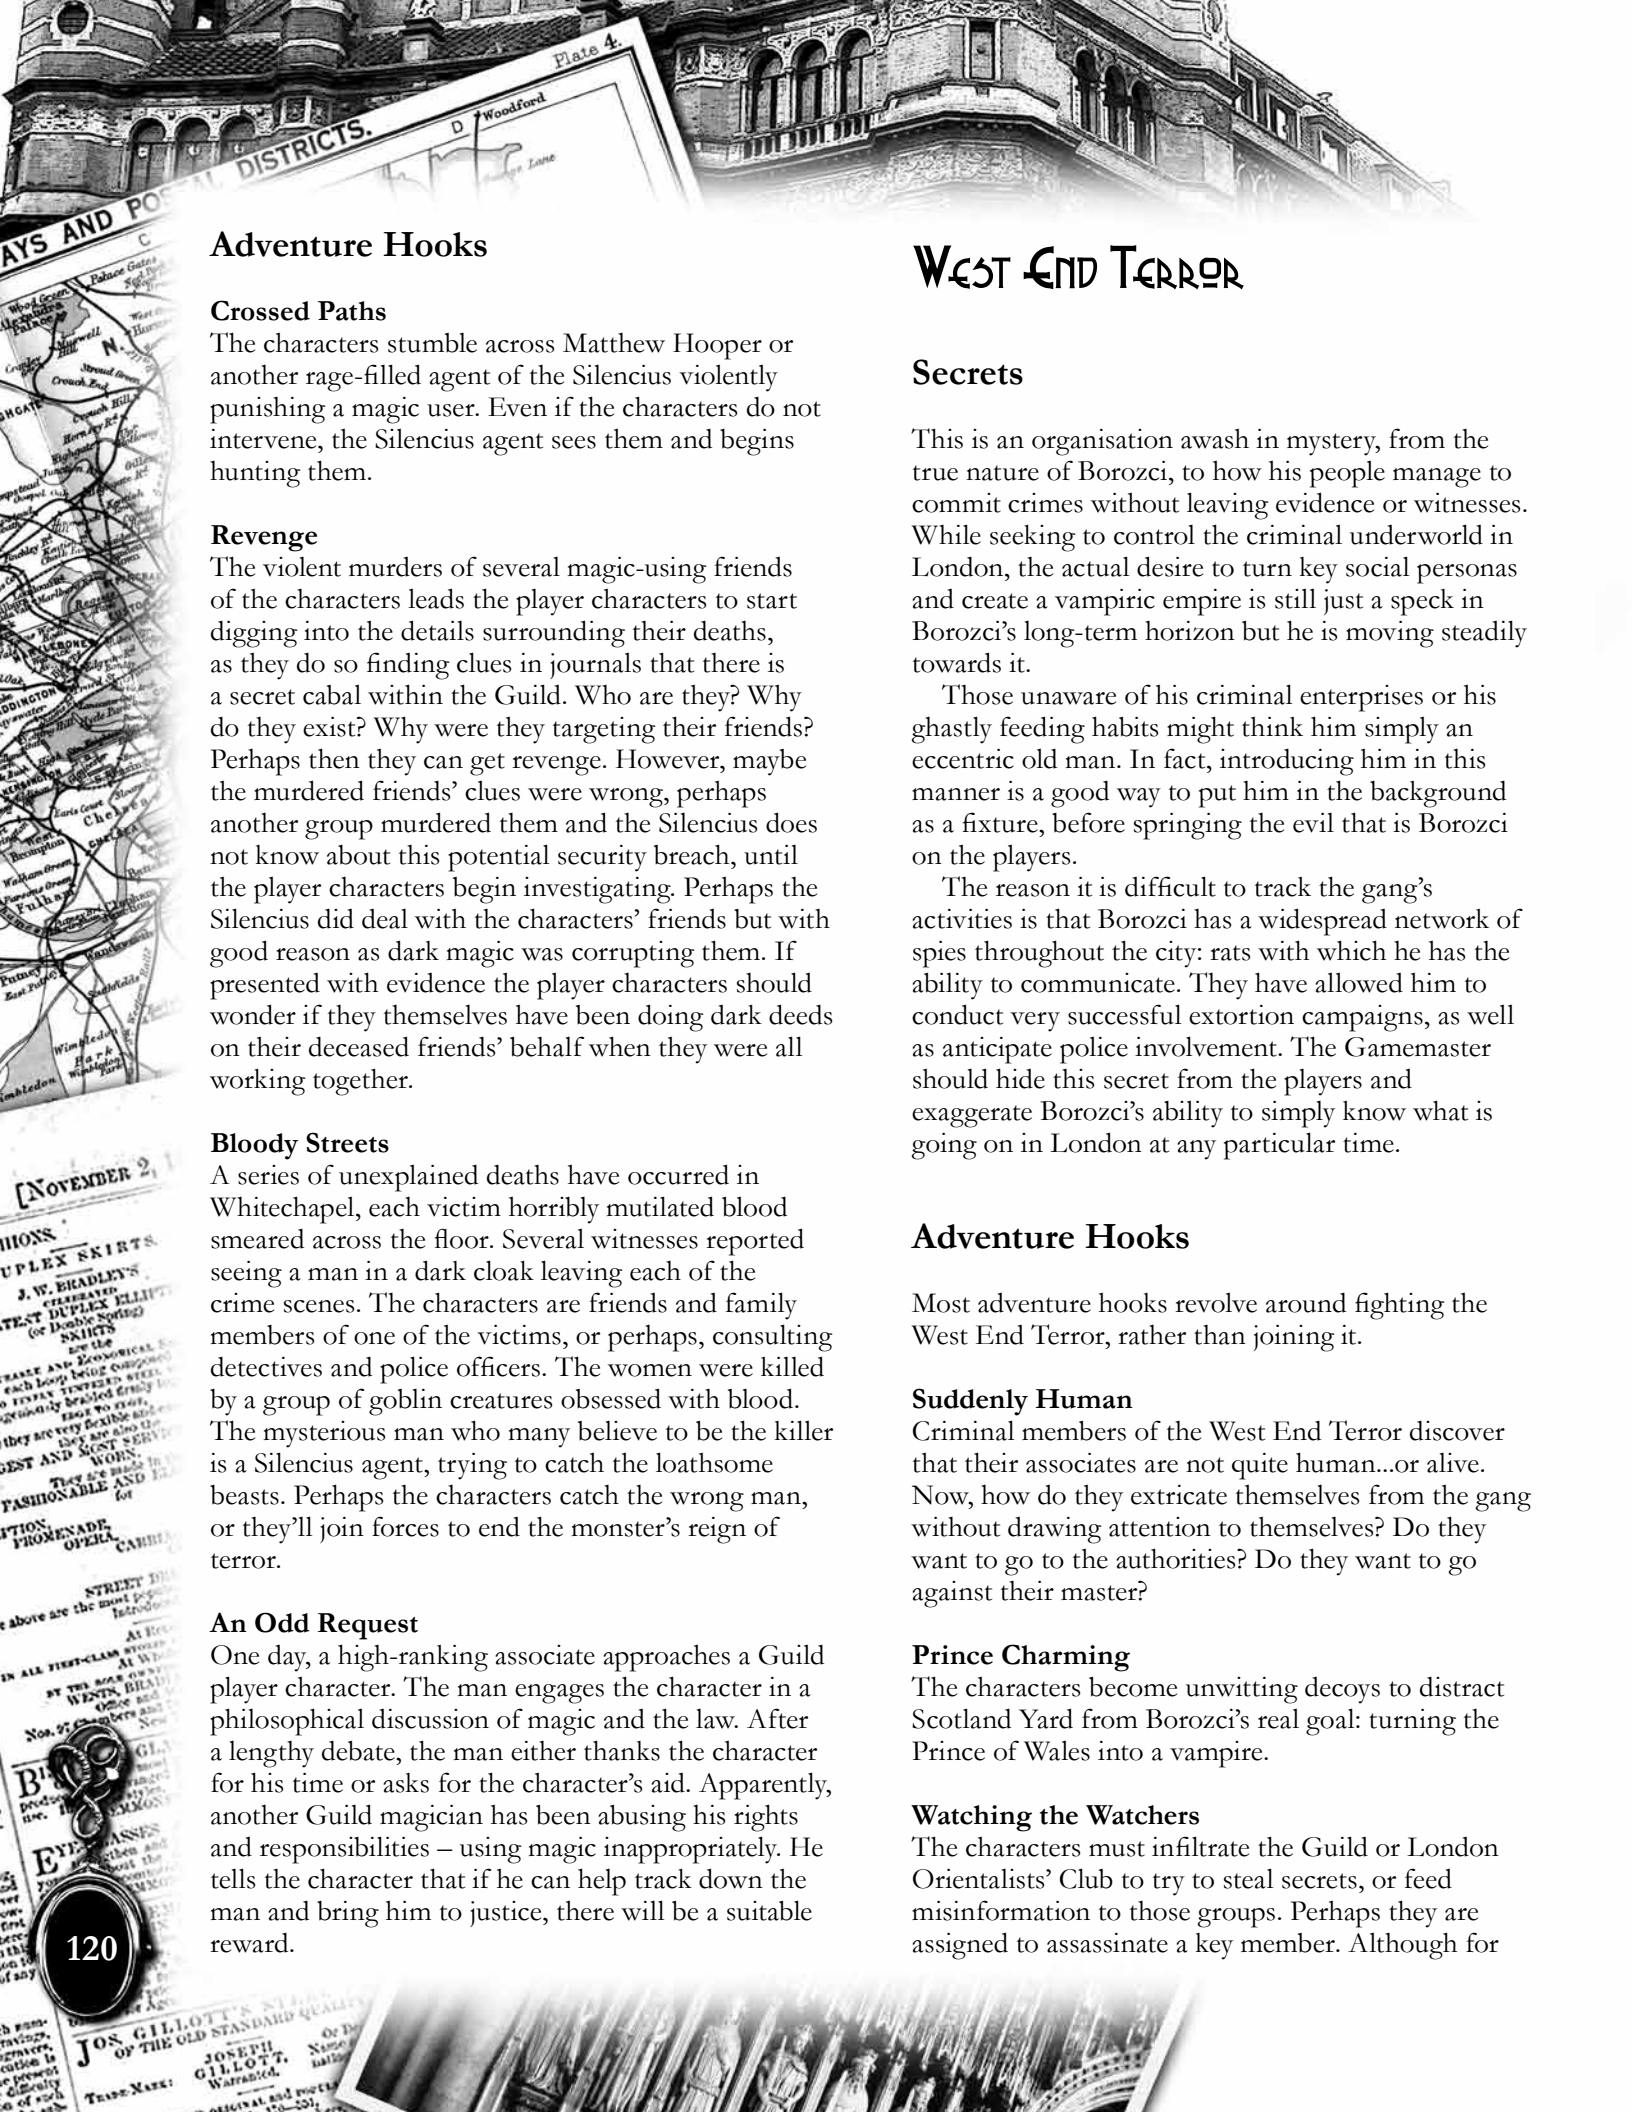 Plate 4.
D
Woodford
AYS AND POSTAL DISTRICTS.
C
Adventure Hooks
Crossed Paths
The characters stumble across Matthew Hooper or
another rage-filled agent of the Silencius violently
punishing a magic user. Even if the characters do not
intervene, the Silencius agent sees them and begins
hunting them.
Revenge
The violent murders of several magic-using friends
of the characters leads the player characters to start
digging into the details surrounding their deaths,
as they do so finding clues in journals that there is
a secret cabal within the Guild. Who are they? Why
do they exist? Why were they targeting their friends?
Perhaps then they can get revenge. However, maybe
the murdered friends’ clues were wrong, perhaps
another group murdered them and the Silencius does
not know about this potential security breach, until
the player characters begin investigating. Perhaps the
Silencius did deal with the characters’ friends but with
good reason as dark magic was corrupting them. If
presented with evidence the player characters should
wonder if they themselves have been doing dark deeds
on their deceased friends’ behalf when they were all
working together.
Bloody Streets
A series of unexplained deaths have occurred in
Whitechapel, each victim horribly mutilated blood
smeared across the floor. Several witnesses reported
seeing a man in a dark cloak leaving each of the
crime scenes. The characters are friends and family
members of one of the victims, or perhaps, consulting
detectives and police officers. The women were killed
by a group of goblin creatures obsessed with blood.
The mysterious man who many believe to be the killer
is a Silencius agent, trying to catch the loathsome
beasts. Perhaps the characters catch the wrong man,
or they’ll join forces to end the monster’s reign of
terror.
An Odd Request
One day, a high-ranking associate approaches a Guild
player character. The man engages the character in a
philosophical discussion of magic and the law. After
a lengthy debate, the man either thanks the character
for his time or asks for the character’s aid. Apparently,
another Guild magician has been abusing his rights
and responsibilities – using magic inappropriately. He
tells the character that if he can help track down the
man and bring him to justice, there will be a suitable
reward.
West End Terror
Secrets
This is an organisation awash in mystery, from the
true nature of Borozci, to how his people manage to
commit crimes without leaving evidence or witnesses.
While seeking to control the criminal underworld in
London, the actual desire to turn key social personas
and create a vampiric empire is still just a speck in
Borozci’s long-term horizon but he is moving steadily
towards it.
Those unaware of his criminal enterprises or his
ghastly feeding habits might think him simply an
eccentric old man. In fact, introducing him in this
manner is a good way to put him in the background
as a fixture, before springing the evil that is Borozci
on the players.
The reason it is difficult to track the gang’s
activities is that Borozci has a widespread network of
spies throughout the city: rats with which he has the
ability to communicate. They have allowed him to
conduct very successful extortion campaigns, as well
as anticipate police involvement. The Gamemaster
should hide this secret from the players and
exaggerate Borozci’s ability to simply know what is
going on in London at any particular time.
Adventure Hooks
Most adventure hooks revolve around fighting the
West End Terror, rather than joining it.
Suddenly Human
Criminal members of the West End Terror discover
that their associates are not quite human...or alive.
Now, how do they extricate themselves from the gang
without drawing attention to themselves? Do they
want to go to the authorities? Do they want to go
against their master?
Prince Charming
The characters become unwitting decoys to distract
Scotland Yard from Borozci’s real goal: turning the
Prince of Wales into a vampire.
Watching the Watchers
The characters must infiltrate the Guild or London
Orientalists’ Club to try to steal secrets, or feed
misinformation to those groups. Perhaps they are
assigned to assassinate a key member. Although for
[NOVEMBER 2,
UPLEX SKIRTS
J. W. BRADLEY'S
FASHIONABLE AND
PROMENADE,
OPERA,
120
JOS. GILLOTT'S
OF THE OLD STANDARD QUALITY
JOSEPH
GILLOTT,
Warranted.
TRADE MARK: